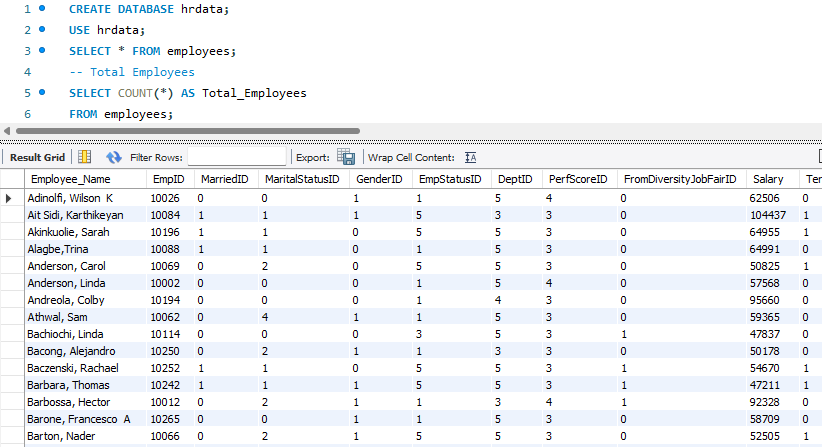 1 CREATE DATABASE hrdata;
2 USE hrdata;
3 SELECT * FROM employees;
4 -- Total Employees
5 SELECT COUNT(*) AS Total_Employees
6 FROM employees;
Result Grid Filter Rows: Export: Wrap Cell Content:
Employee_Name EmpID MarriedID MaritalStatusID GenderID EmpStatusID DeptID PerfScoreID FromDiversityJobFairID Salary Ter
Adinolfi, Wilson K 10026 0 0 1 1 5 4 0 62506 0
Ait Sidi, Karthikeyan 10084 1 1 1 5 3 3 0 104437 1
Akinkuolie, Sarah 10196 1 1 0 5 5 3 0 64955 1
Alagbe,Trina 10088 1 1 0 1 5 3 0 64991 0
Anderson, Carol 10069 0 2 0 5 5 3 0 50825 1
Anderson, Linda 10002 0 0 0 1 5 4 0 57568 0
Andreola, Colby 10194 0 0 0 1 4 3 0 95660 0
Athwal, Sam 10062 0 4 1 1 5 3 0 59365 0
Bachiochi, Linda 10114 0 0 0 3 5 3 1 47837 0
Bacong, Alejandro 10250 0 2 1 1 3 3 0 50178 0
Baczenski, Rachael 10252 1 1 0 5 5 3 1 54670 1
Barbara, Thomas 10242 1 1 1 5 5 3 1 47211 1
Barbossa, Hector 10012 0 2 1 1 3 4 1 92328 0
Barone, Francesco A 10265 0 0 1 1 5 3 0 58709 0
Barton, Nader 10066 0 2 1 5 5 3 0 52505 1